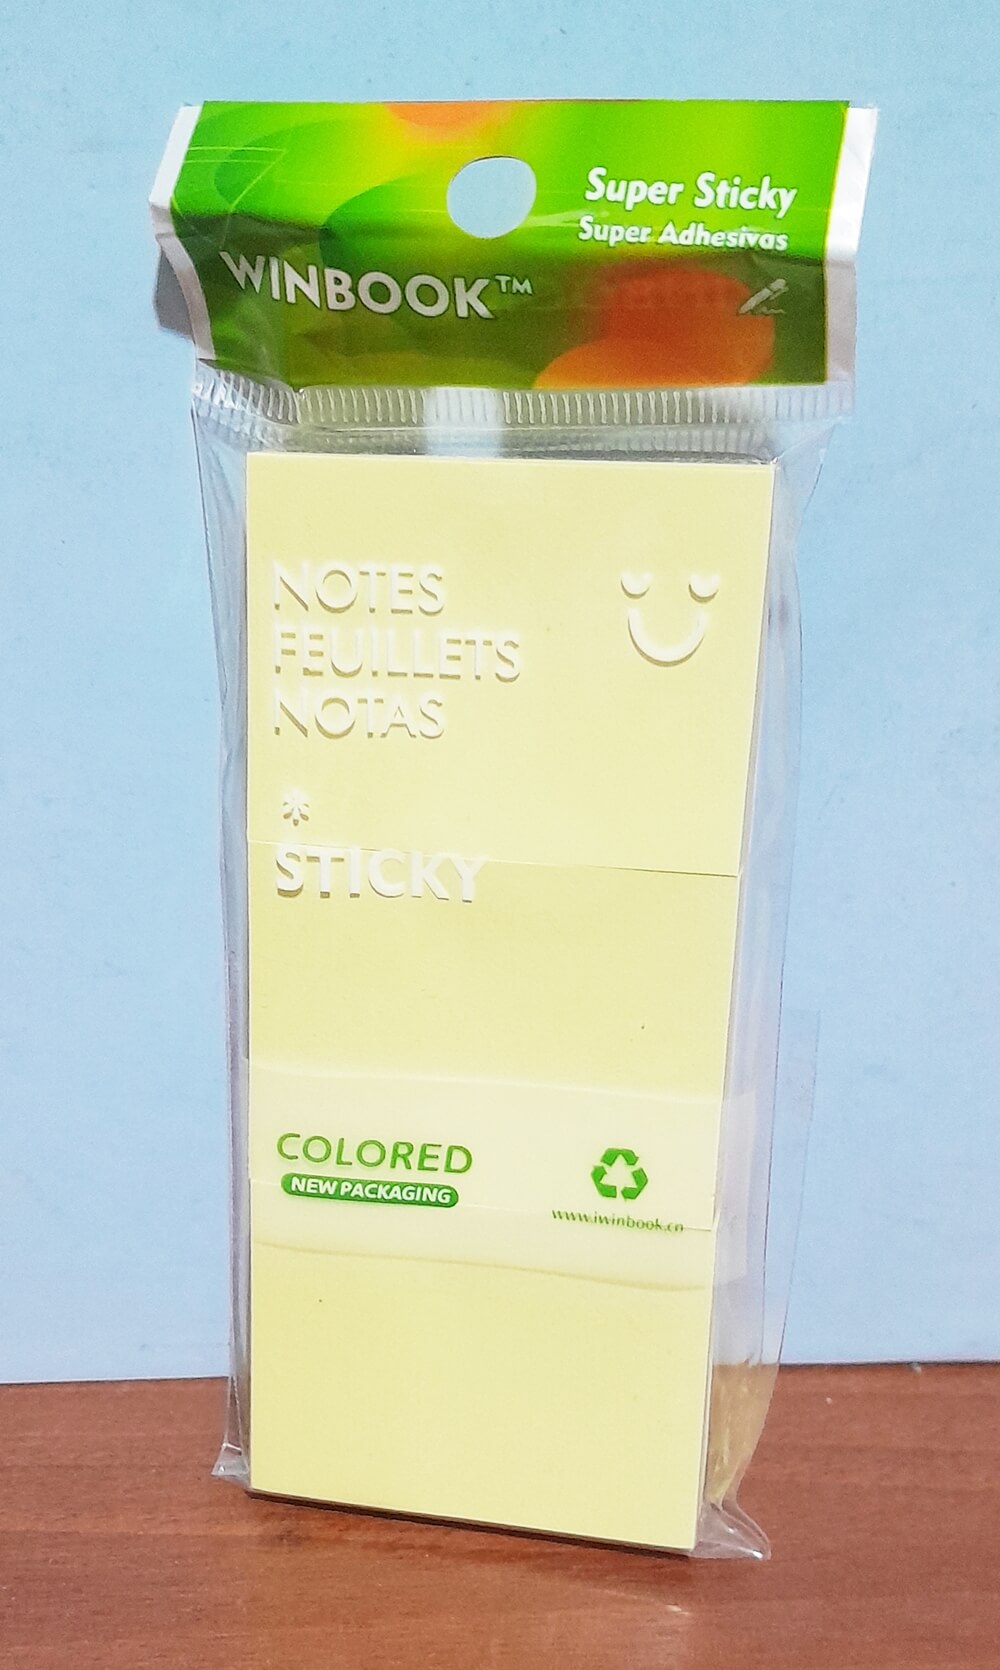 Super Sticky
Super Adhesivas
WINBOOK™
NOTES
FEUILLETS
NOTAS
*
STICKY
COLORED
NEW PACKAGING
www.iwinbook.cn